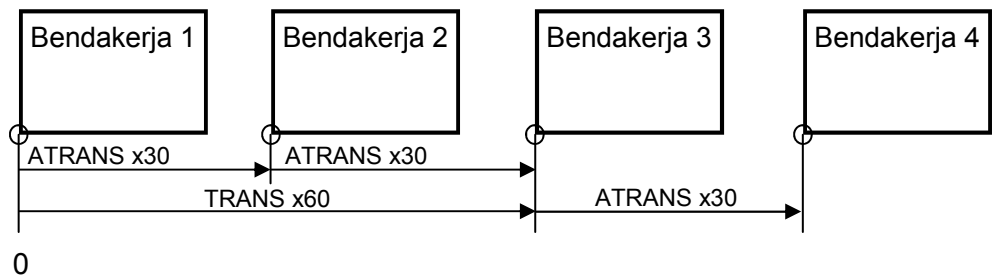 Bendakerja 1 Bendakerja 2 Bendakerja 3 Bendakerja 4
ATRANS x30 ATRANS x30
TRANS x60 ATRANS x30
0